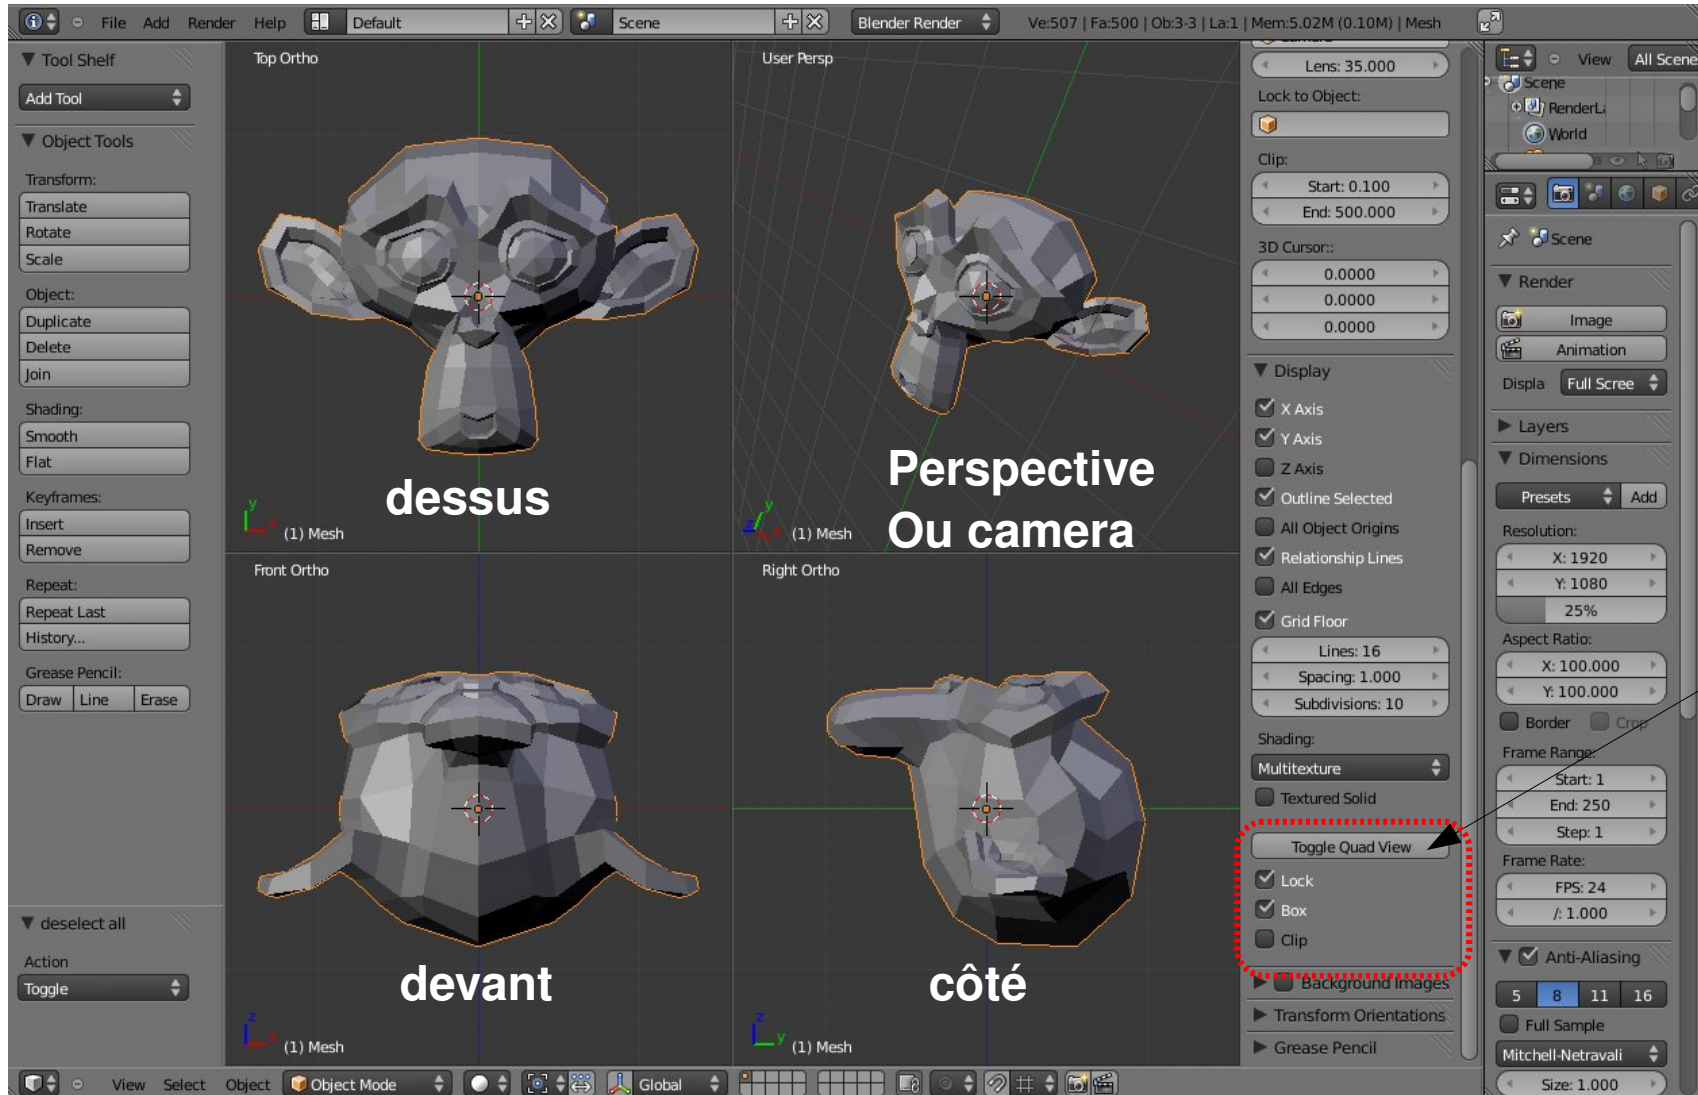 File Add Render Help Default Scene Blender Render Ve:507 | Fa:500 | Ob:3-3 | La:1 | Mem:5.02M (0.10M) | Mesh
Tool Shelf
Add Tool
Object Tools
Transform:
Translate
Rotate
Scale
Object:
Duplicate
Delete
Join
Shading:
Smooth
Flat
Keyframes:
Insert
Remove
Repeat:
Repeat Last
History...
Grease Pencil:
Draw Line Erase
deselect all
Action
Toggle
Top Ortho
dessus
y
x
(1) Mesh
User Persp
Perspective
Ou camera
y
z x
(1) Mesh
Front Ortho
devant
z
x
(1) Mesh
Right Ortho
côté
z
y
(1) Mesh
Lens: 35.000
Lock to Object:
Clip:
Start: 0.100
End: 500.000
3D Cursor::
0.0000
0.0000
0.0000
Display
X Axis
Y Axis
Z Axis
Outline Selected
All Object Origins
Relationship Lines
All Edges
Grid Floor
Lines: 16
Spacing: 1.000
Subdivisions: 10
Shading:
Multitexture
Textured Solid
Toggle Quad View
Lock
Box
Clip
Background Images
Transform Orientations
Grease Pencil
View All Scene
Scene
RenderLa
World
Scene
Render
Image
Animation
Displa Full Scree
Layers
Dimensions
Presets Add
Resolution:
X: 1920
Y: 1080
25%
Aspect Ratio:
X: 100.000
Y: 100.000
Border Crop
Frame Range:
Start: 1
End: 250
Step: 1
Frame Rate:
FPS: 24
/: 1.000
Anti-Aliasing
5 8 11 16
Full Sample
Mitchell-Netravali
Size: 1.000
View Select Object Object Mode Global